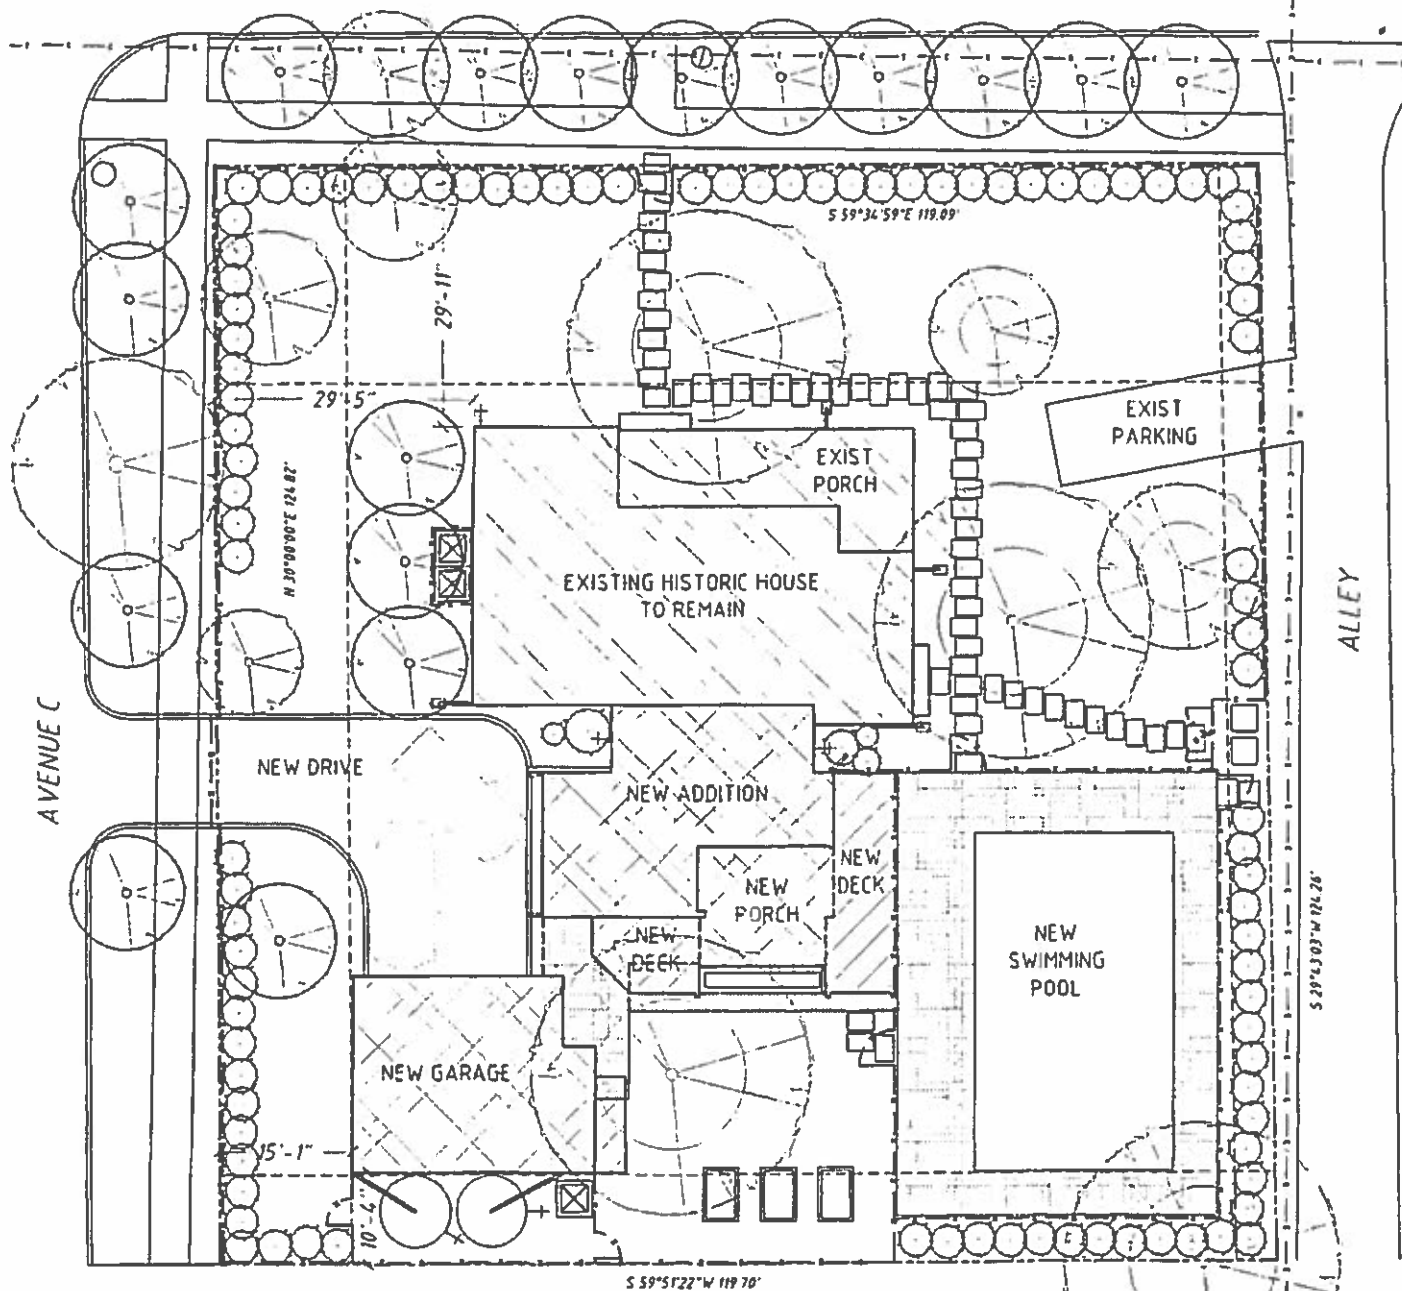 S 59°34'59"E 119.09'
29'-11"
29'-5"
EXIST
PARKING
EXIST
PORCH
N 30°00'00"E 124.82'
EXISTING HISTORIC HOUSE
TO REMAIN
ALLEY
AVENUE C
NEW DRIVE
NEW ADDITION
NEW
DECK
NEW
PORCH
NEW
DECK
NEW
SWIMMING
POOL
S 29°43'03"W 124.26'
NEW GARAGE
15'-1"
10'-4"
S 59°51'22"W 119.70'